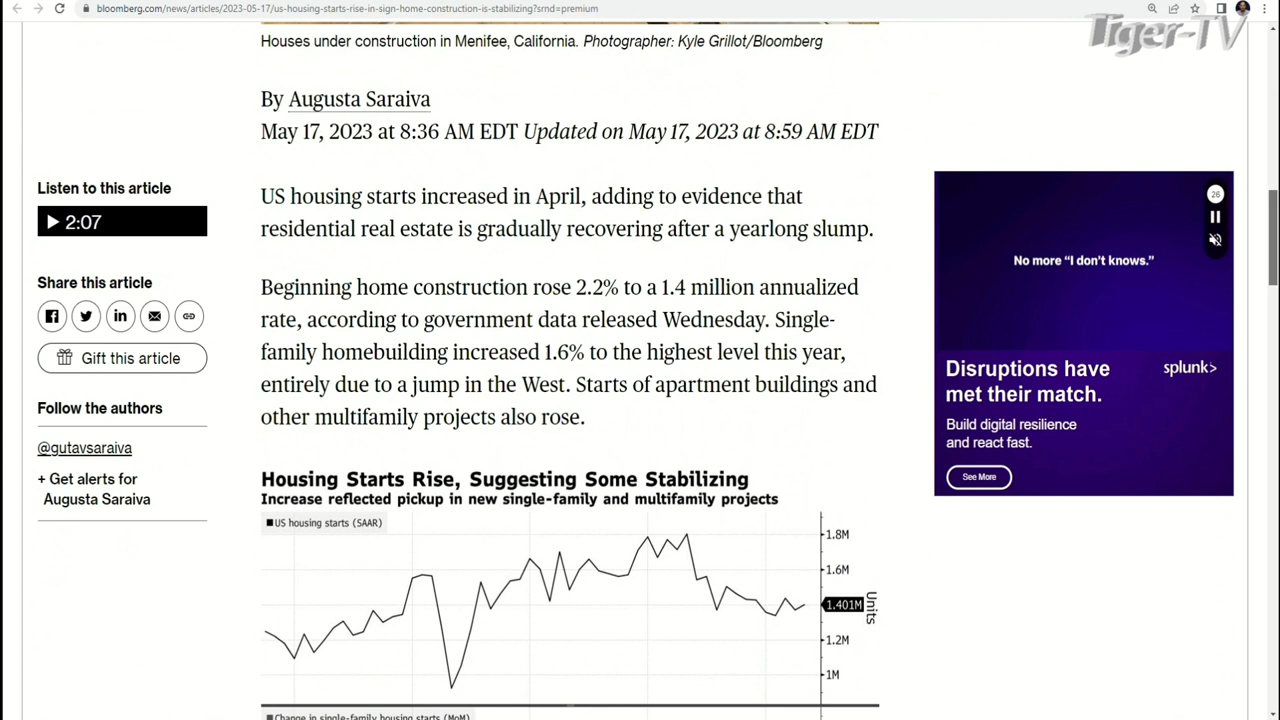 bloomberg.com/news/articles/2023-05-17/us-housing-starts-rise-in-sign-home-construction-is-stabilizing?srnd=premium
Tiger-TV
Houses under construction in Menifee, California. Photographer: Kyle Grillot/Bloomberg
By Augusta Saraiva
May 17, 2023 at 8:36 AM EDT Updated on May 17, 2023 at 8:59 AM EDT
Listen to this article
2:07
Share this article
Gift this article
Follow the authors
@gutavsaraiva
+ Get alerts for
Augusta Saraiva
US housing starts increased in April, adding to evidence that
residential real estate is gradually recovering after a yearlong slump.
Beginning home construction rose 2.2% to a 1.4 million annualized
rate, according to government data released Wednesday. Single-
family homebuilding increased 1.6% to the highest level this year,
entirely due to a jump in the West. Starts of apartment buildings and
other multifamily projects also rose.
Housing Starts Rise, Suggesting Some Stabilizing
Increase reflected pickup in new single-family and multifamily projects
US housing starts (SAAR)
1.8M
1.6M
1.401M
Units
1.2M
1M
Change in single-family housing starts (MoM)
26
No more “I don’t knows.”
Disruptions have
met their match.
splunk>
Build digital resilience
and react fast.
See More